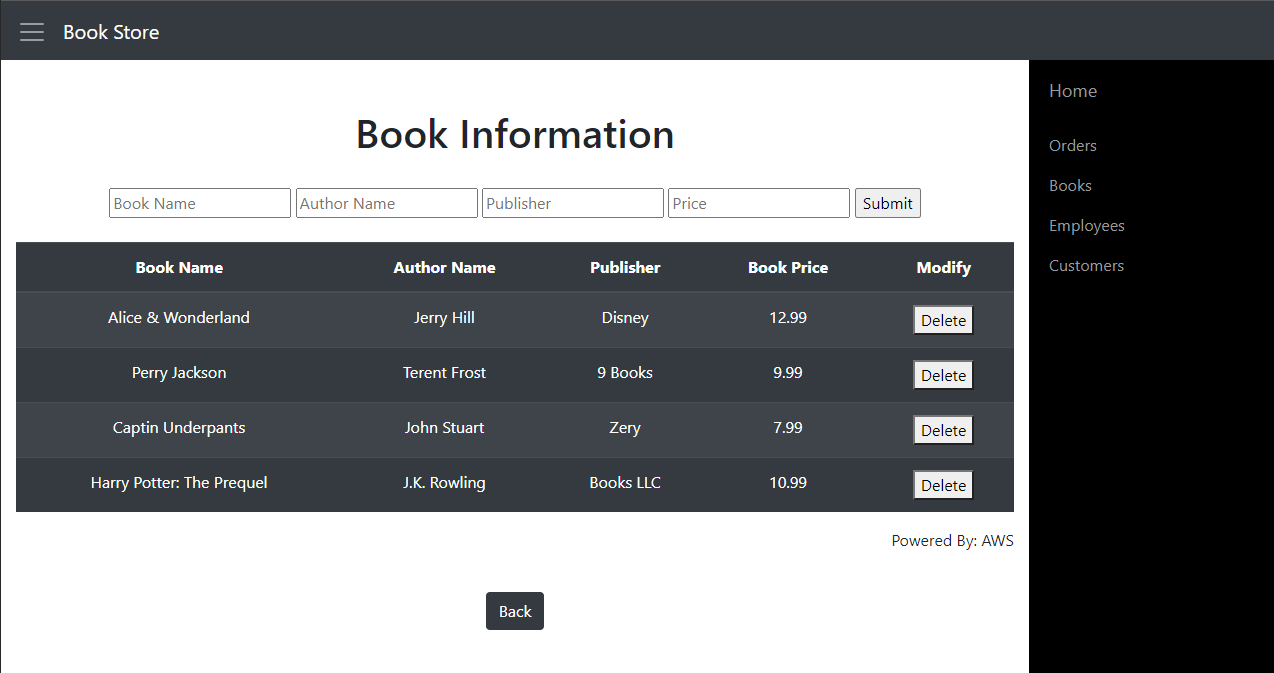 Book Store
Home
Orders
Books
Employees
Customers
Book Information
Book Name Author Name Publisher Price Submit
Book Name Author Name Publisher Book Price Modify
Alice & Wonderland Jerry Hill Disney 12.99 Delete
Perry Jackson Terent Frost 9 Books 9.99 Delete
Captin Underpants John Stuart Zery 7.99 Delete
Harry Potter: The Prequel J.K. Rowling Books LLC 10.99 Delete
Powered By: AWS
Back